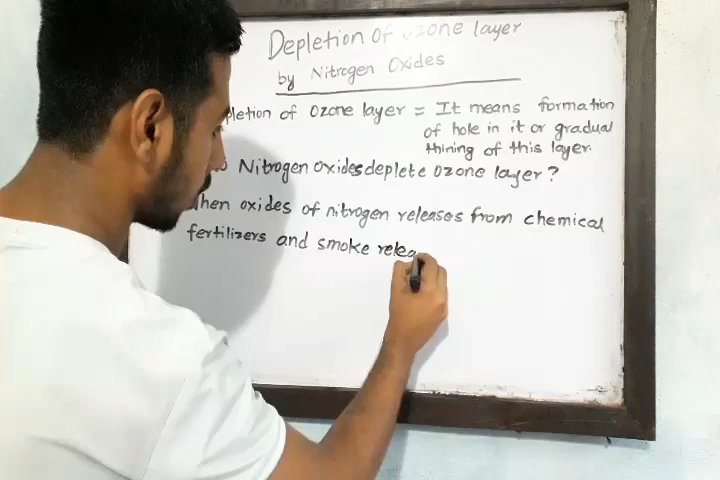 Depletion Of Ozone layer
by Nitrogen Oxides
pletion of Ozone layer = It means formation
of hole in it or gradual
thining of this layer.
Nitrogen oxides deplete Ozone layer?
hen oxides of nitrogen releases from chemical
fertilizers and smoke relea